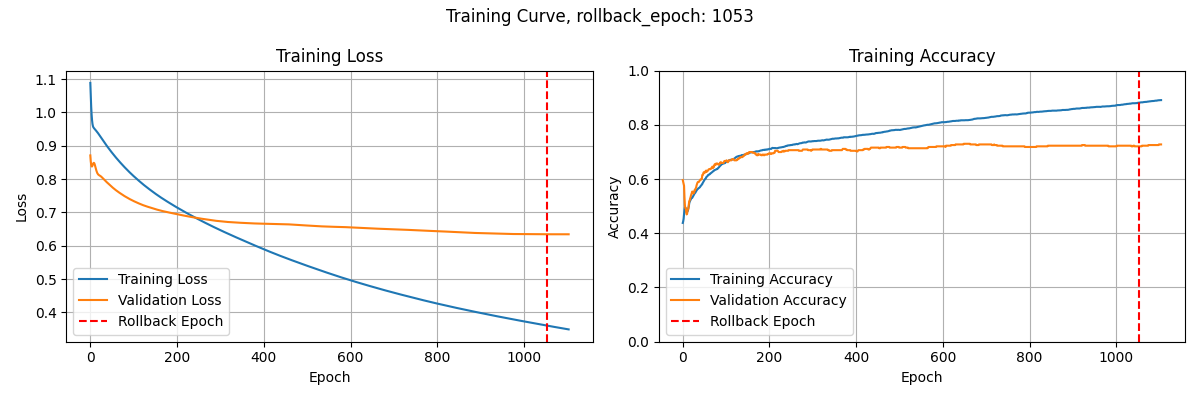 Training Curve, rollback_epoch: 1053
Training Loss
1.1
1.0
0.9
0.8
0.7
0.6
0.5
0.4
Loss
Training Loss
Validation Loss
Rollback Epoch
0 200 400 600 800 1000
Epoch
Training Accuracy
1.0
0.8
0.6
0.4
0.2
0.0
Accuracy
Training Accuracy
Validation Accuracy
Rollback Epoch
0 200 400 600 800 1000
Epoch